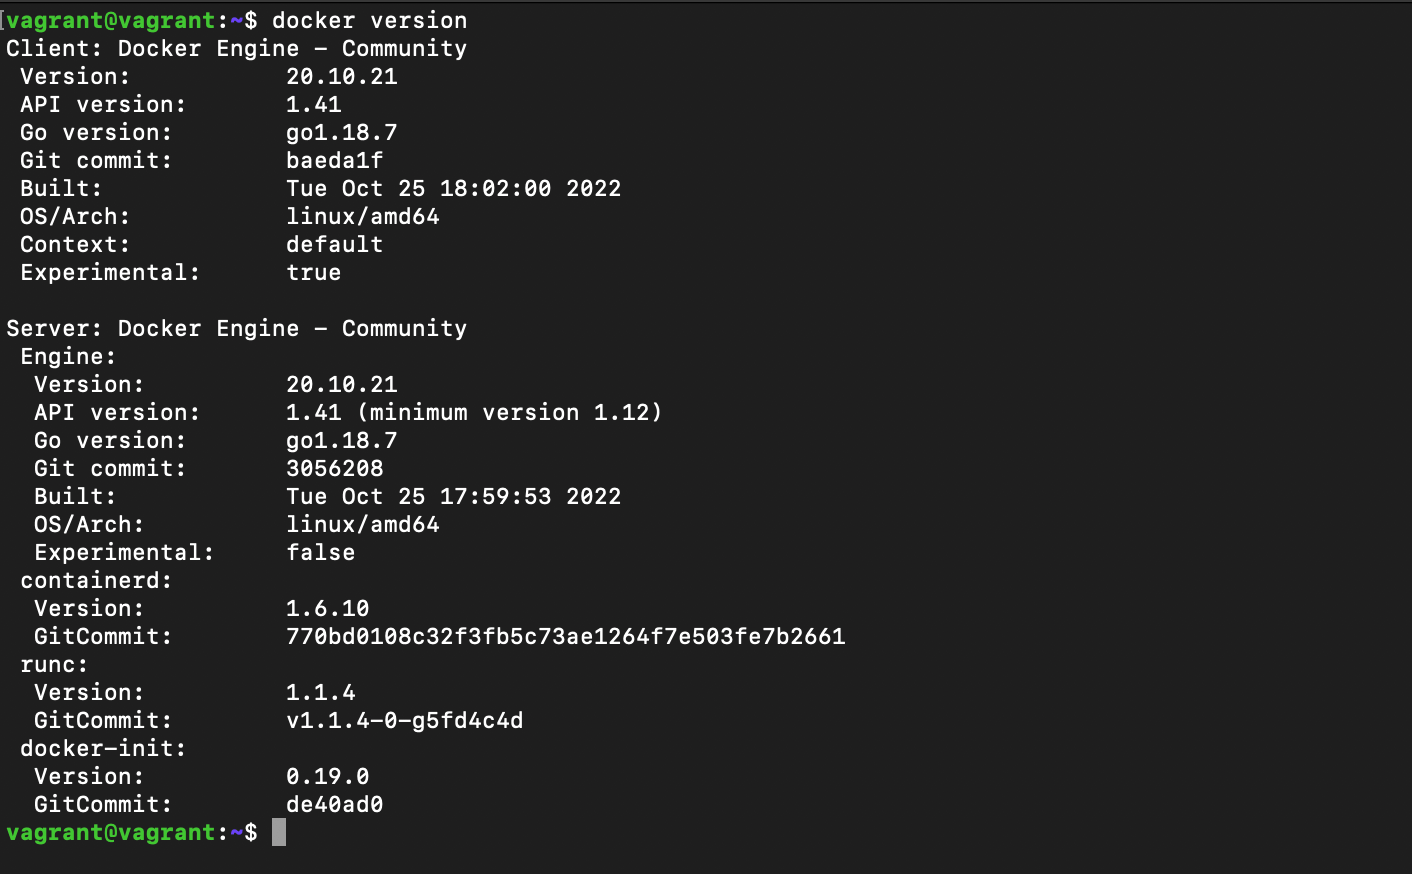 vagrant@vagrant:~$ docker version
Client: Docker Engine – Community
 Version:           20.10.21
 API version:       1.41
 Go version:        go1.18.7
 Git commit:        baeda1f
 Built:             Tue Oct 25 18:02:00 2022
 OS/Arch:           linux/amd64
 Context:           default
 Experimental:      true

Server: Docker Engine – Community
 Engine:
  Version:          20.10.21
  API version:      1.41 (minimum version 1.12)
  Go version:       go1.18.7
  Git commit:       3056208
  Built:            Tue Oct 25 17:59:53 2022
  OS/Arch:          linux/amd64
  Experimental:     false
 containerd:
  Version:          1.6.10
  GitCommit:        770bd0108c32f3fb5c73ae1264f7e503fe7b2661
 runc:
  Version:          1.1.4
  GitCommit:        v1.1.4-0-g5fd4c4d
 docker-init:
  Version:          0.19.0
  GitCommit:        de40ad0
vagrant@vagrant:~$